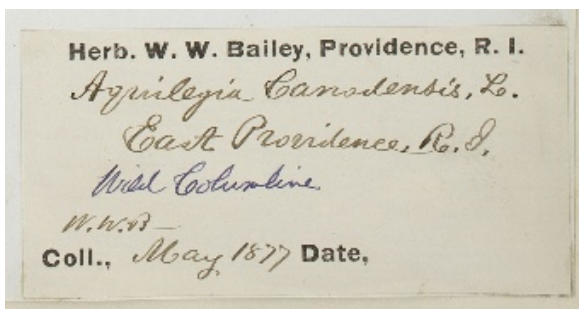 Herb. W. W. Bailey, Providence, R. I.
Aquilegia Canadensis, L.
East Providence, R. I.
Wild Columbine.
W.W.B—
Coll., May 1877 Date,